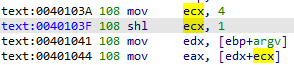 text:0040103A 108 mov ecx, 4
text:0040103F 108 shl ecx, 1
text:00401041 108 mov edx, [ebp+argv]
text:00401044 108 mov eax, [edx+ecx]